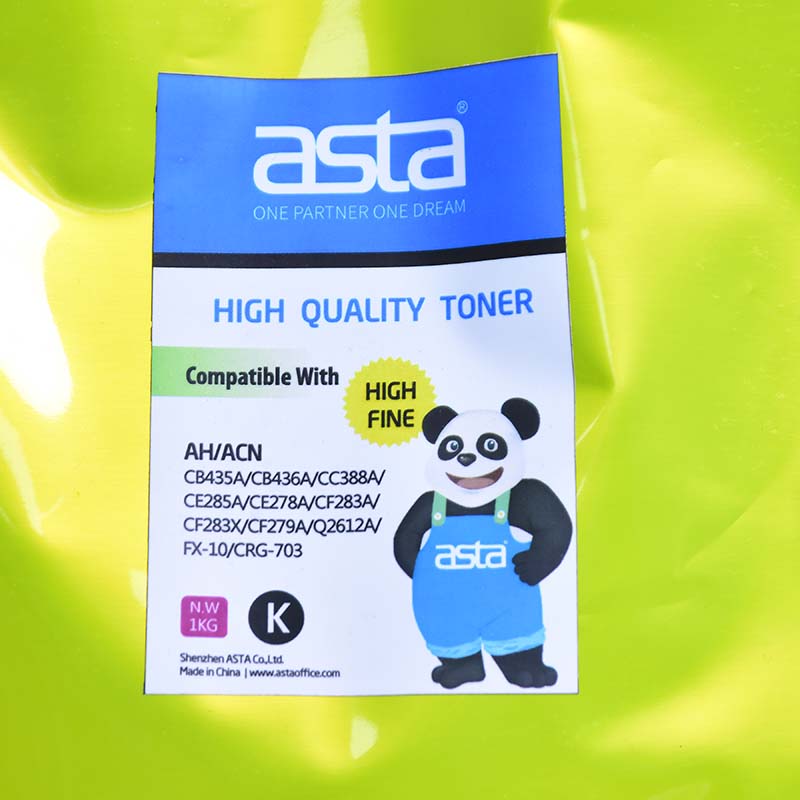 asta®
ONE PARTNER ONE DREAM
HIGH QUALITY TONER
Compatible With
HIGH
FINE
AH/ACN
CB435A/CB436A/CC388A/
CE285A/CE278A/CF283A/
CF283X/CF279A/Q2612A/
FX-10/CRG-703
asta
N.W
1KG
K
Shenzhen ASTA Co.,Ltd.
Made in China | www.astaoffice.com